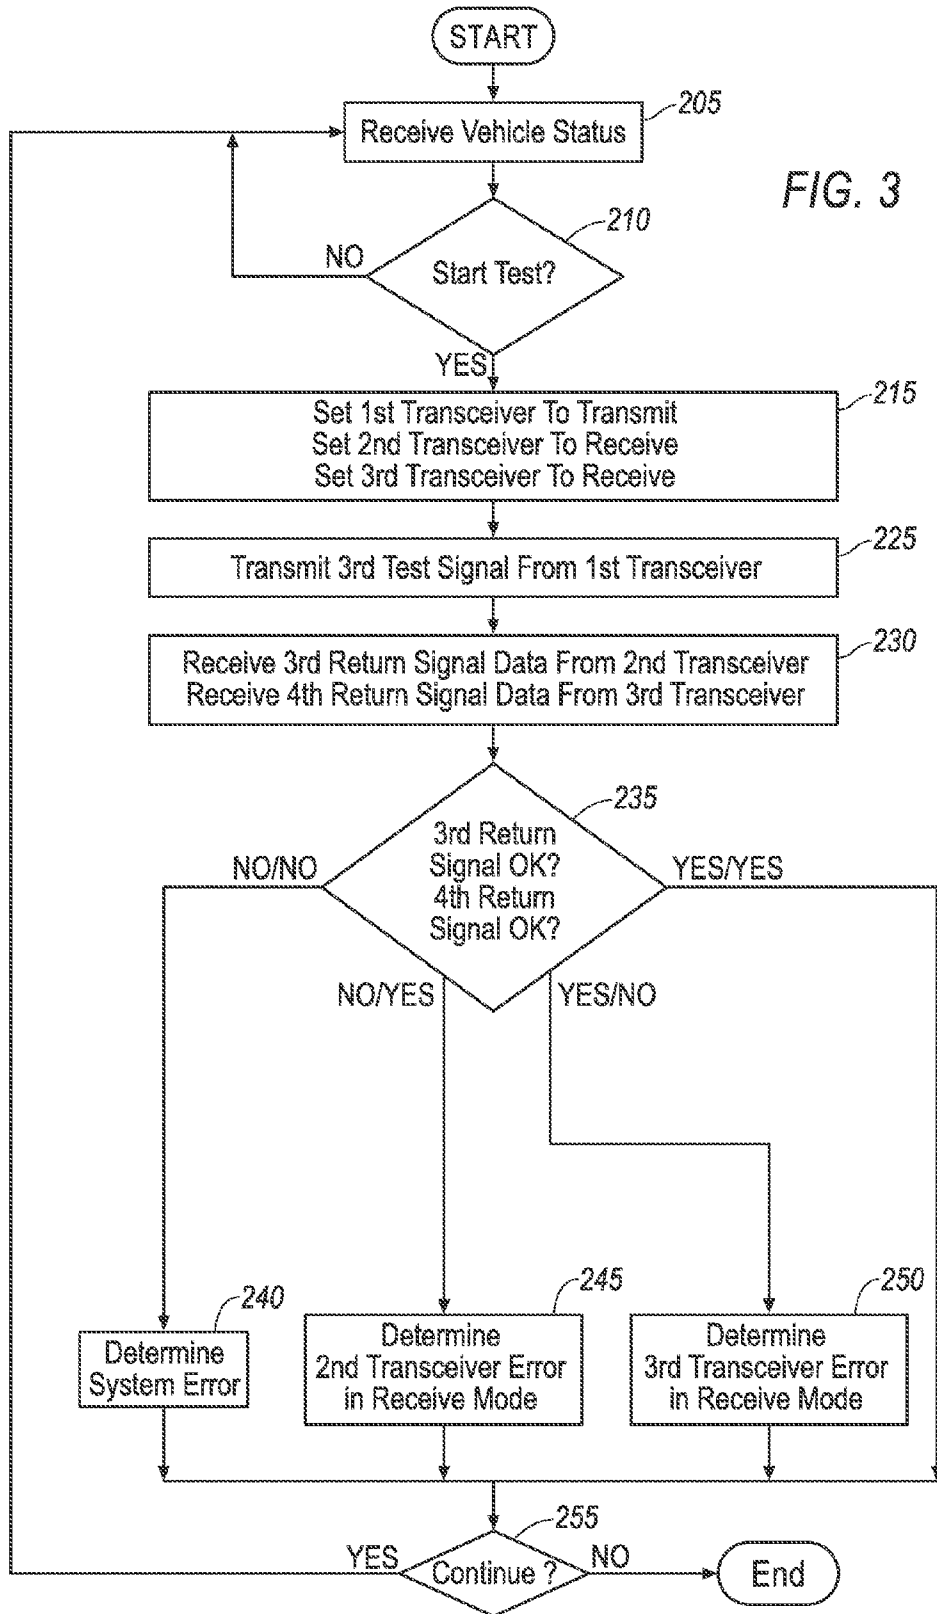 START
205
Receive Vehicle Status
FIG. 3
210
NO
Start Test?
YES
215
Set 1st Transceiver To Transmit
Set 2nd Transceiver To Receive
Set 3rd Transceiver To Receive
225
Transmit 3rd Test Signal From 1st Transceiver
230
Receive 3rd Return Signal Data From 2nd Transceiver
Receive 4th Return Signal Data From 3rd Transceiver
235
3rd Return
Signal OK?
4th Return
Signal OK?
NO/NO
YES/YES
NO/YES
YES/NO
240
Determine
System Error
245
Determine
2nd Transceiver Error
in Receive Mode
250
Determine
3rd Transceiver Error
in Receive Mode
255
YES
Continue ?
NO
End